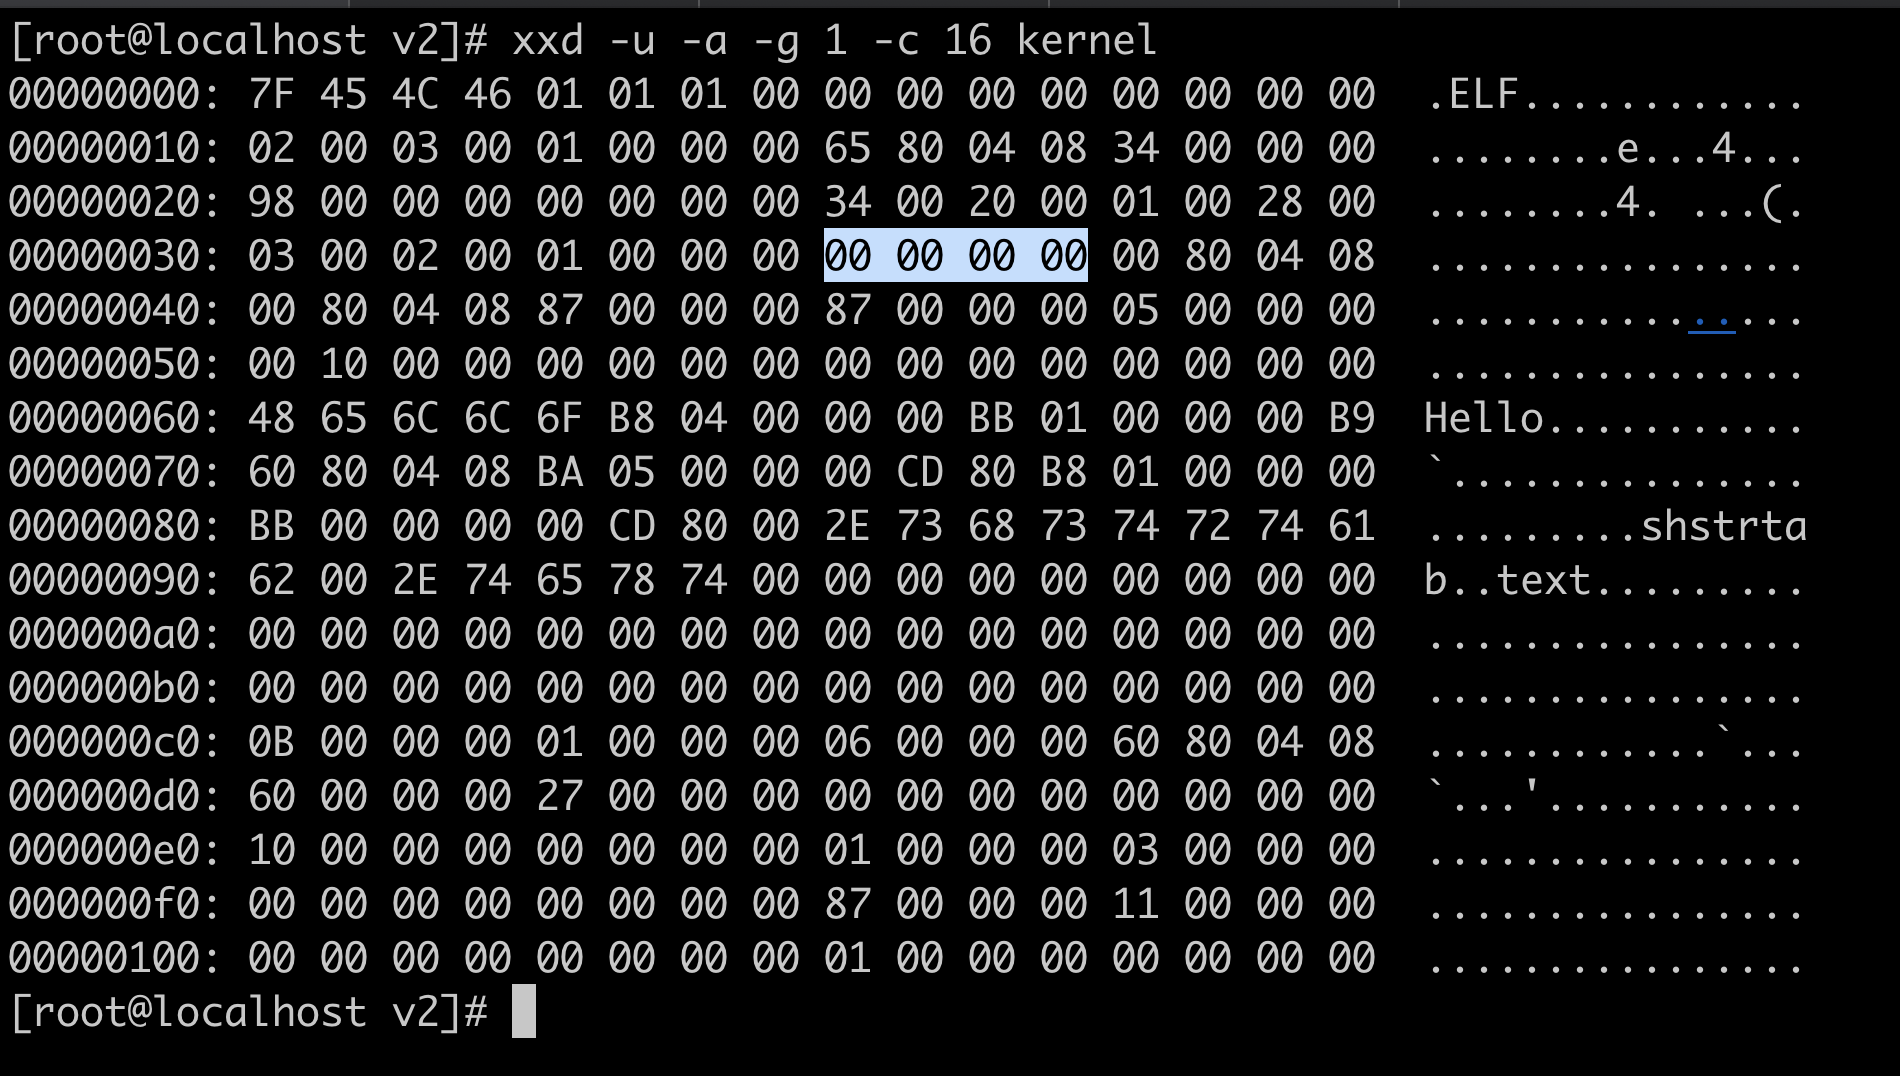 [root@localhost v2]# xxd -u -a -g 1 -c 16 kernel
00000000: 7F 45 4C 46 01 01 01 00 00 00 00 00 00 00 00 00  .ELF............
00000010: 02 00 03 00 01 00 00 00 65 80 04 08 34 00 00 00  ........e...4...
00000020: 98 00 00 00 00 00 00 00 34 00 20 00 01 00 28 00  ........4. ...(.
00000030: 03 00 02 00 01 00 00 00 00 00 00 00 00 80 04 08  ................
00000040: 00 80 04 08 87 00 00 00 87 00 00 00 05 00 00 00  ................
00000050: 00 10 00 00 00 00 00 00 00 00 00 00 00 00 00 00  ................
00000060: 48 65 6C 6C 6F B8 04 00 00 00 BB 01 00 00 00 B9  Hello...........
00000070: 60 80 04 08 BA 05 00 00 00 CD 80 B8 01 00 00 00  `...............
00000080: BB 00 00 00 00 CD 80 00 2E 73 68 73 74 72 74 61  .........shstrta
00000090: 62 00 2E 74 65 78 74 00 00 00 00 00 00 00 00 00  b..text.........
000000a0: 00 00 00 00 00 00 00 00 00 00 00 00 00 00 00 00  ................
000000b0: 00 00 00 00 00 00 00 00 00 00 00 00 00 00 00 00  ................
000000c0: 0B 00 00 00 01 00 00 00 06 00 00 00 60 80 04 08  ............`...
000000d0: 60 00 00 00 27 00 00 00 00 00 00 00 00 00 00 00  `...'...........
000000e0: 10 00 00 00 00 00 00 00 01 00 00 00 03 00 00 00  ................
000000f0: 00 00 00 00 00 00 00 00 87 00 00 00 11 00 00 00  ................
00000100: 00 00 00 00 00 00 00 00 01 00 00 00 00 00 00 00  ................
[root@localhost v2]#